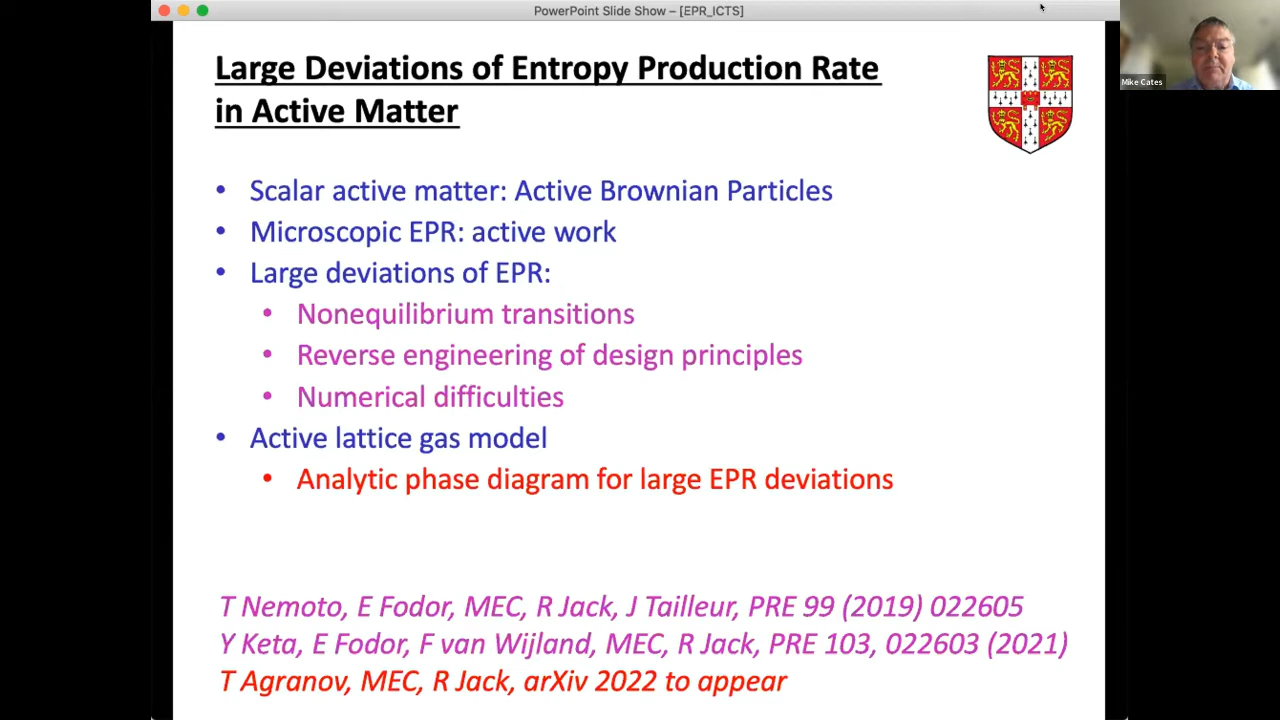 PowerPoint Slide Show – [EPR_ICTS]
Large Deviations of Entropy Production Rate
in Active Matter
Mike Cates
• Scalar active matter: Active Brownian Particles
• Microscopic EPR: active work
• Large deviations of EPR:
• Nonequilibrium transitions
• Reverse engineering of design principles
• Numerical difficulties
• Active lattice gas model
• Analytic phase diagram for large EPR deviations
T Nemoto, E Fodor, MEC, R Jack, J Tailleur, PRE 99 (2019) 022605
Y Keta, E Fodor, F van Wijland, MEC, R Jack, PRE 103, 022603 (2021)
T Agranov, MEC, R Jack, arXiv 2022 to appear